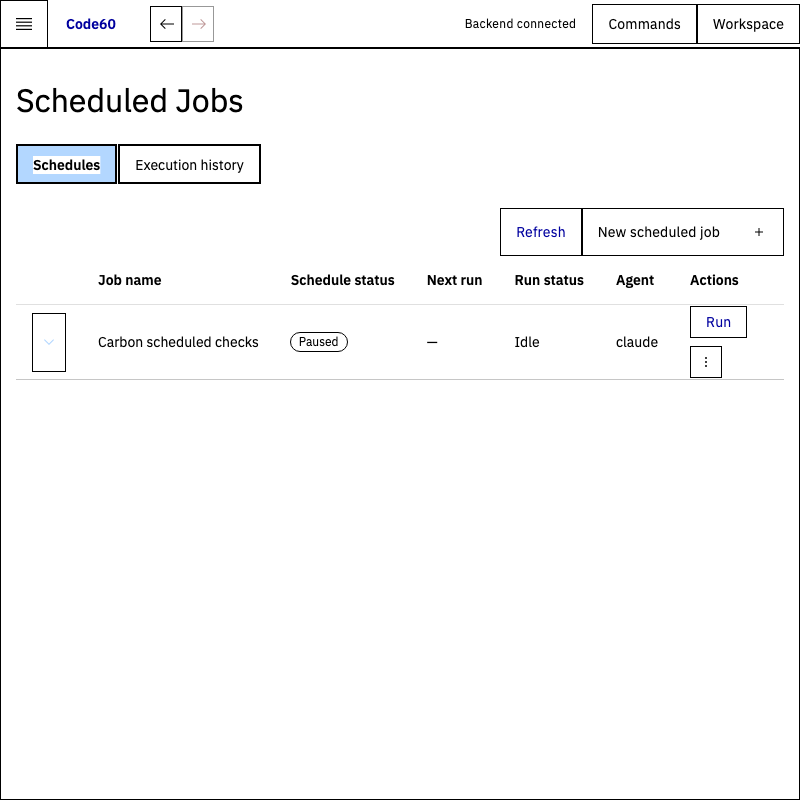 Code60
Backend connected
Commands
Workspace
Scheduled Jobs
Schedules
Execution history
Refresh
New scheduled job +
Job name Schedule status Next run Run status Agent Actions
Carbon scheduled checks Paused — Idle claude Run